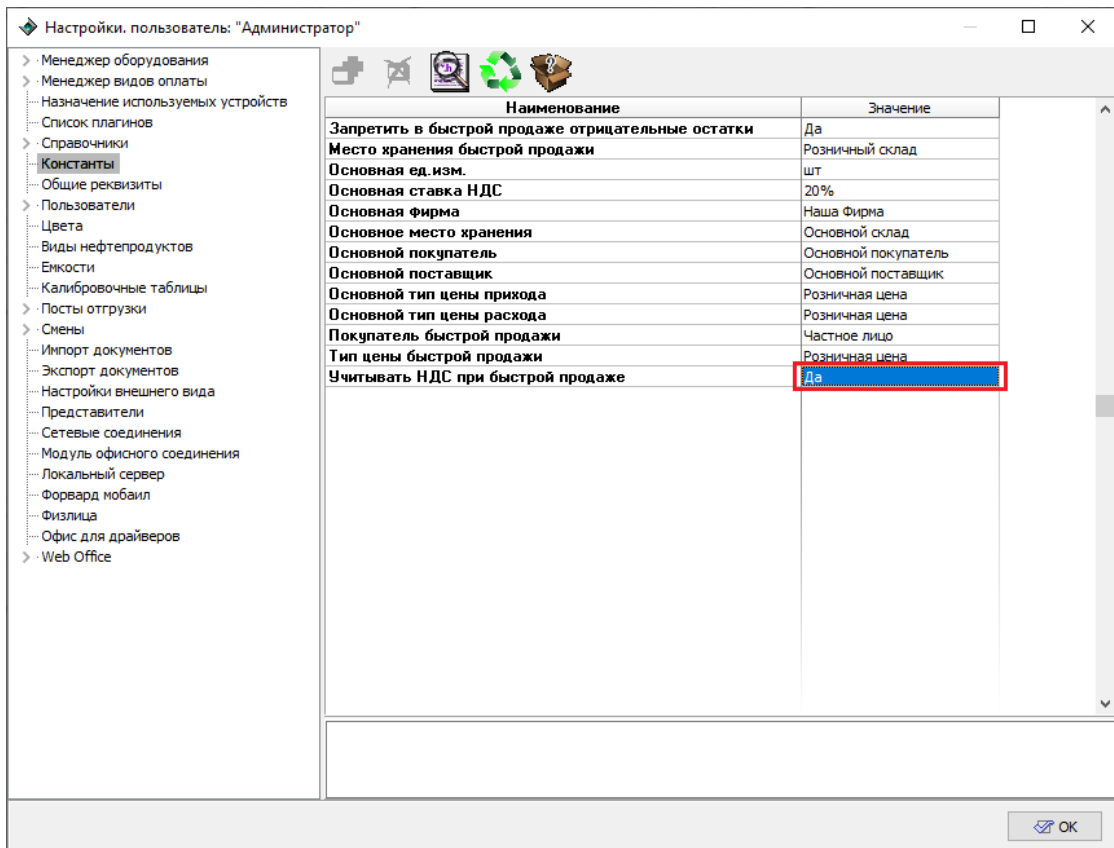 Настройки. пользователь: "Администратор"
Менеджер оборудования
Менеджер видов оплаты
Назначение используемых устройств
Список плагинов
Справочники
Константы
Общие реквизиты
Пользователи
Цвета
Виды нефтепродуктов
Емкости
Калибровочные таблицы
Посты отгрузки
Смены
Импорт документов
Экспорт документов
Настройки внешнего вида
Представители
Сетевые соединения
Модуль офисного соединения
Локальный сервер
Форвард мобаил
Физлица
Офис для драйверов
Web Office
Наименование Значение
Запретить в быстрой продаже отрицательные остатки Да
Место хранения быстрой продажи Розничный склад
Основная ед.изм. шт
Основная ставка НДС 20%
Основная фирма Наша Фирма
Основное место хранения Основной склад
Основной покупатель Основной покупатель
Основной поставщик Основной поставщик
Основной тип цены прихода Розничная цена
Основной тип цены расхода Розничная цена
Покупатель быстрой продажи Частное лицо
Тип цены быстрой продажи Розничная цена
Учитывать НДС при быстрой продаже Да
OK